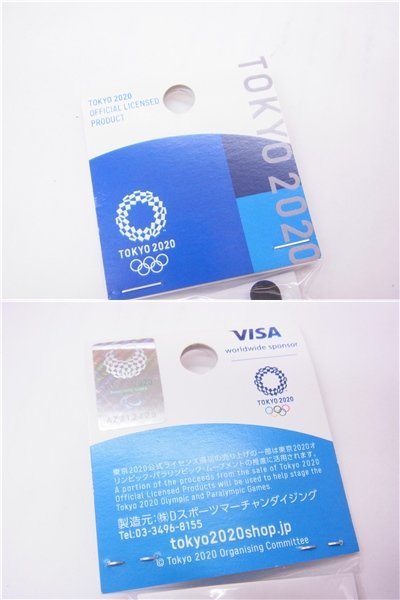 TOKYO 2020
OFFICIAL LICENSED
PRODUCT
TOKYO 2020
TOKYO 2020
VISA
worldwide sponsor
TOKYO 2020
東京2020公式ライセンス商品の売り上げの一部は東京2020オ
リンピック・パラリンピック・ムーブメントの推進に活用されます。
A portion of the proceeds from the sale of Tokyo 2020
Official Licensed Products will be used to help stage the
Tokyo 2020 Olympic and Paralympic Games.
製造元:㈱Dスポーツマーチャンダイジング
Tel:03-3496-8155
tokyo2020shop.jp
© Tokyo 2020 Organising Committee